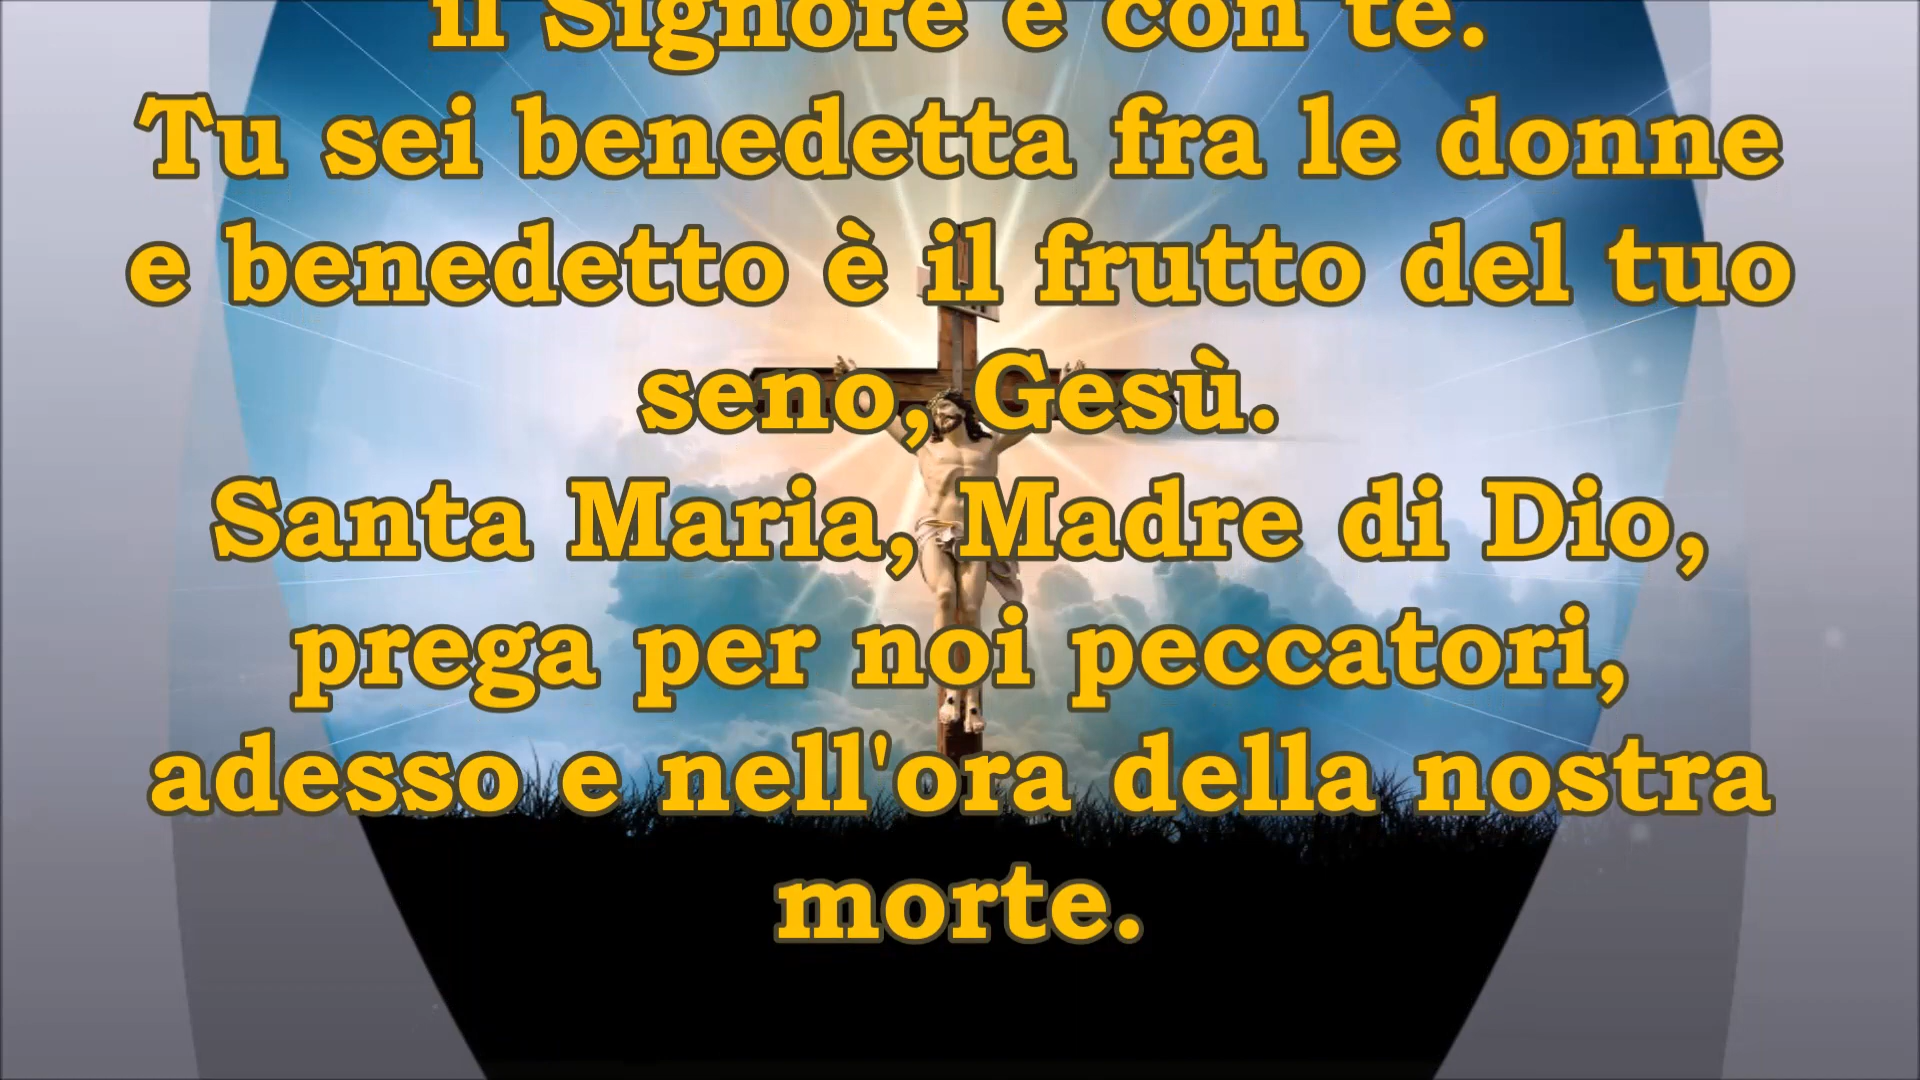 il Signore è con te.
Tu sei benedetta fra le donne
e benedetto è il frutto del tuo
seno, Gesù.
Santa Maria, Madre di Dio,
prega per noi peccatori,
adesso e nell'ora della nostra
morte.